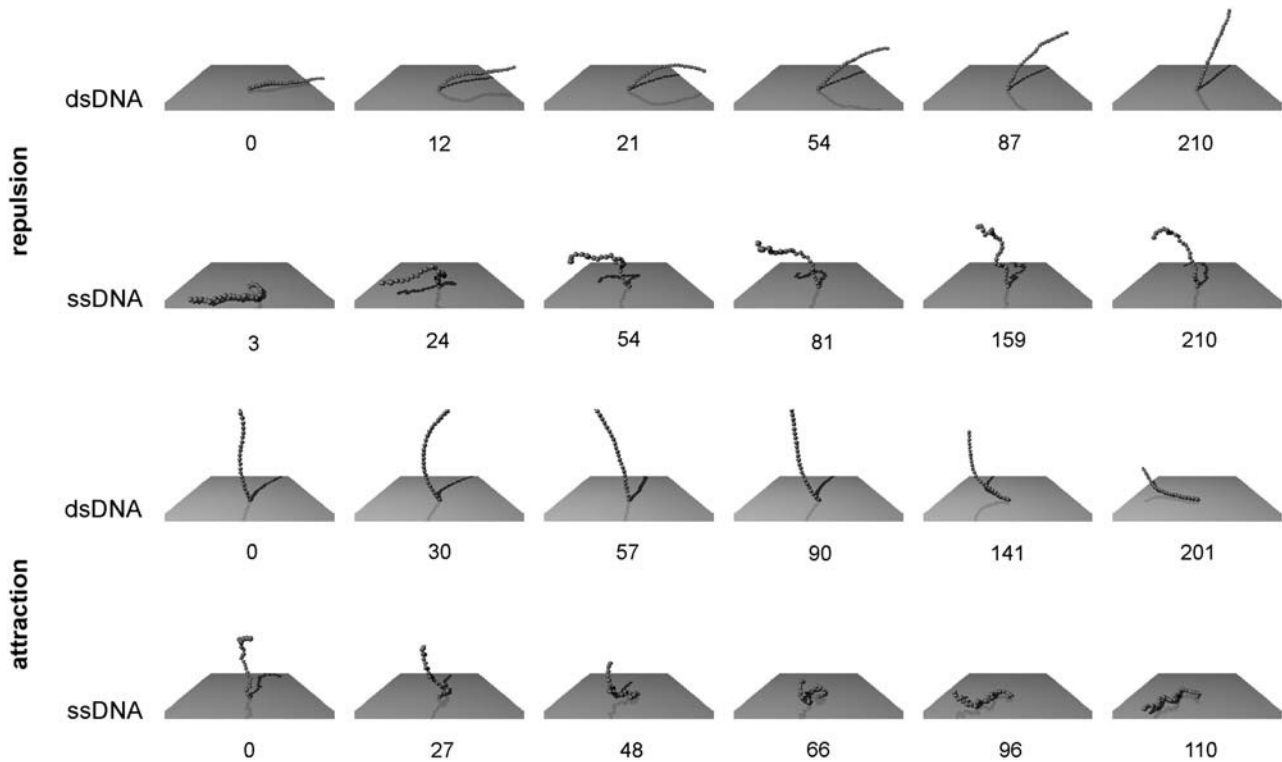 repulsion
dsDNA
0 12 21 54 87 210
ssDNA
3 24 54 81 159 210
attraction
dsDNA
0 30 57 90 141 201
ssDNA
0 27 48 66 96 110